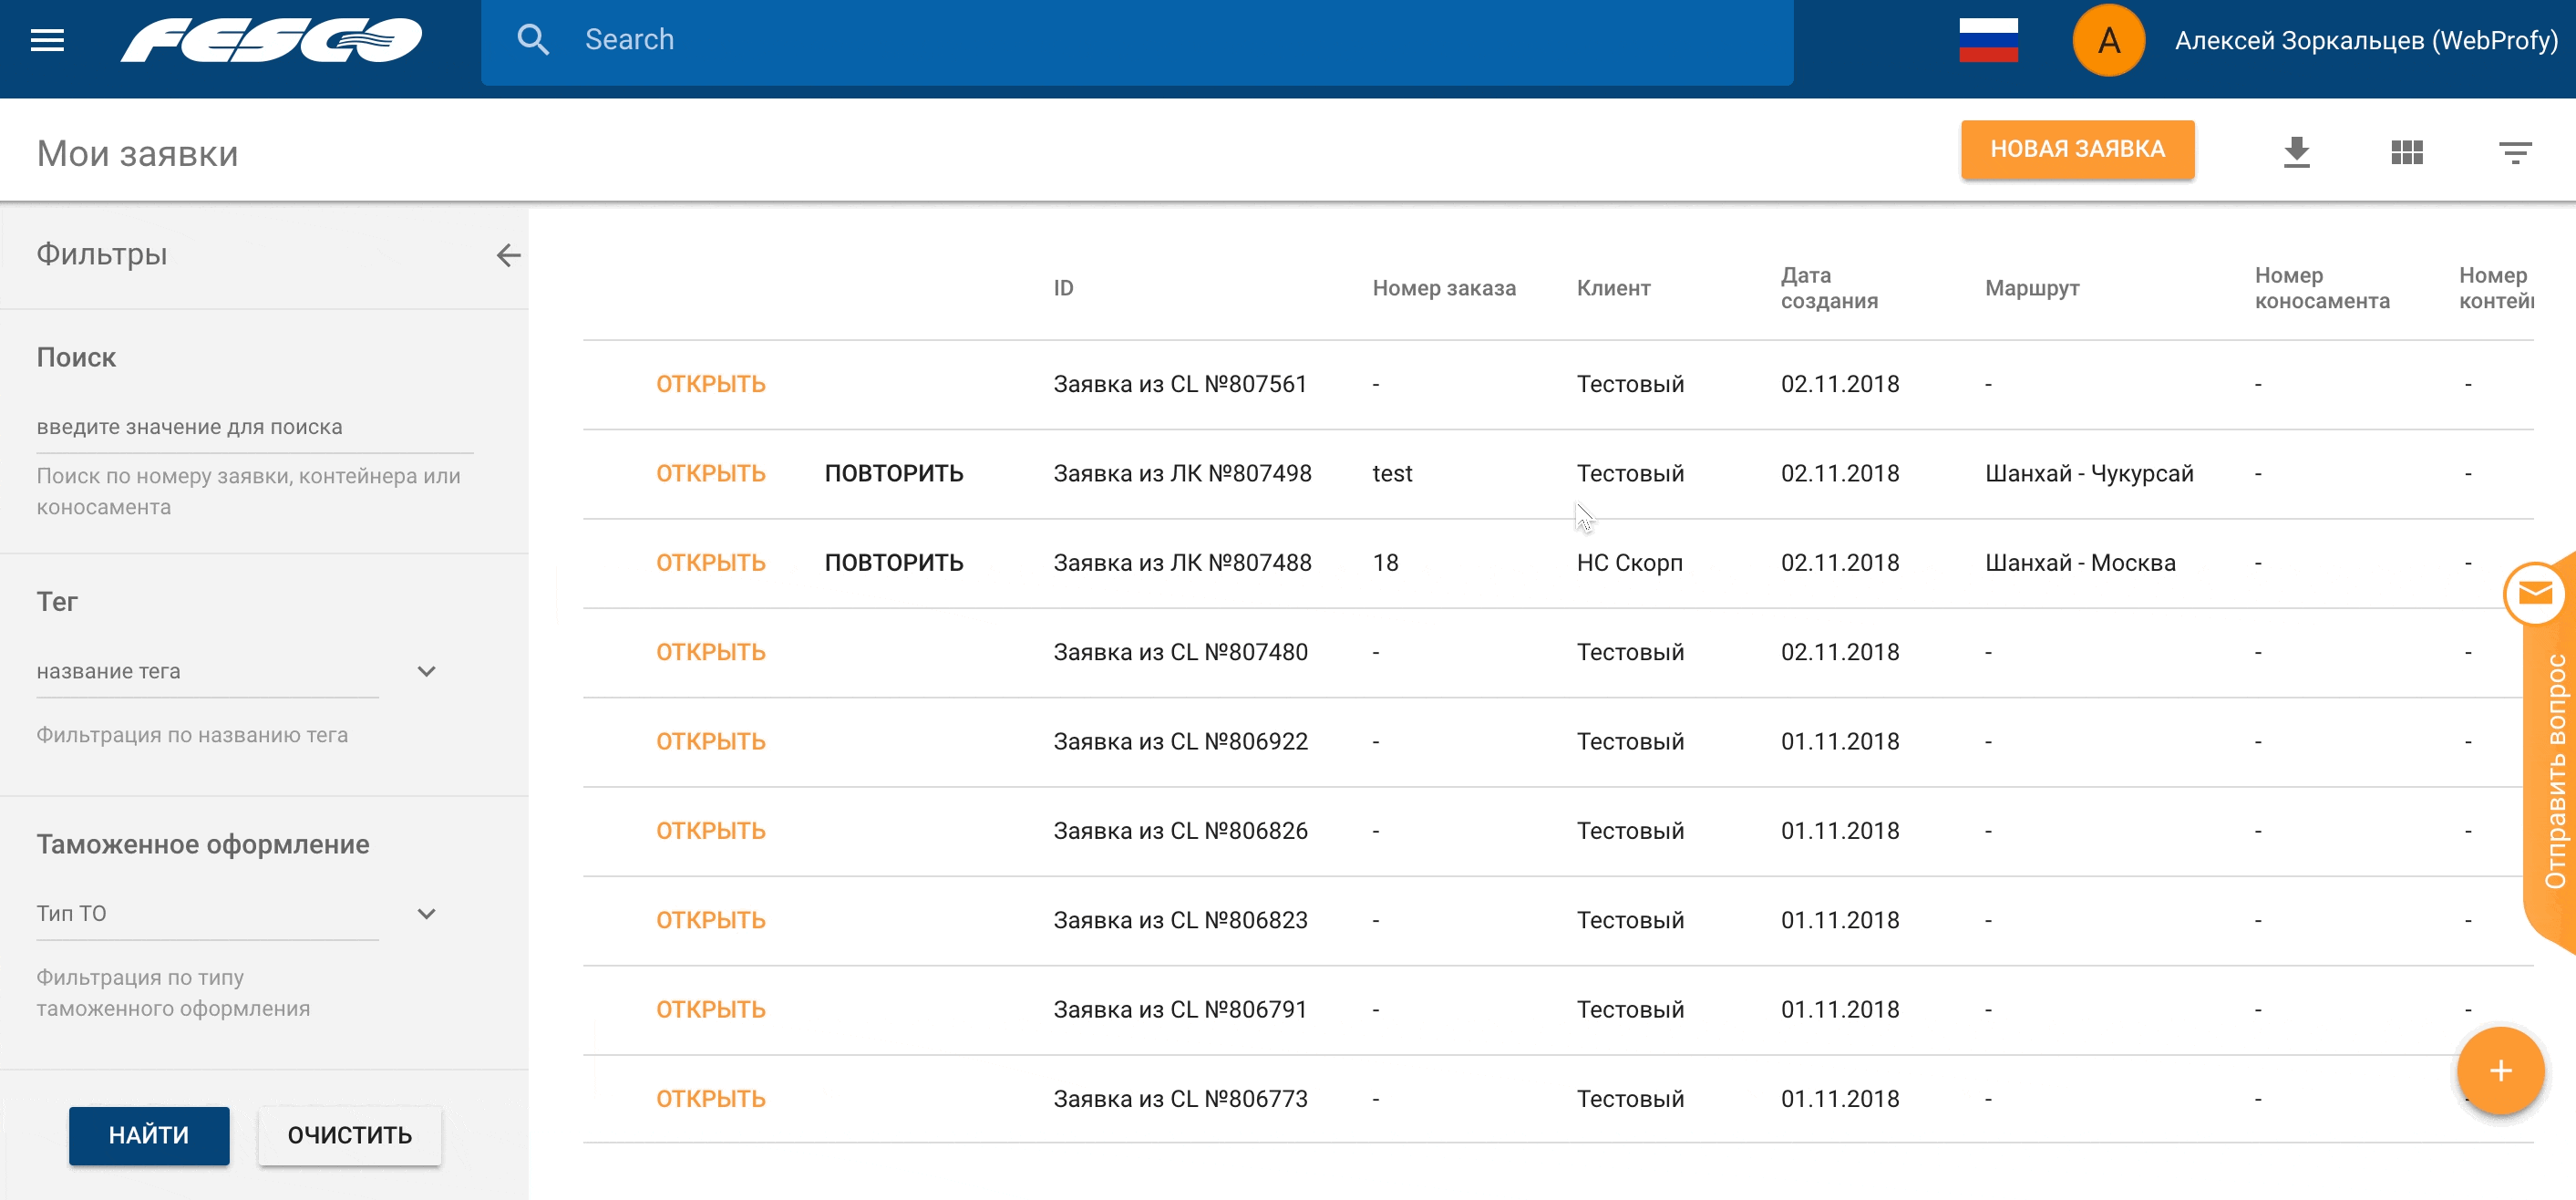 FESCO
Search
A
Алексей Зоркальцев (WebProfy)
Мои заявки
НОВАЯ ЗАЯВКА
Фильтры
Поиск
введите значение для поиска
Поиск по номеру заявки, контейнера или
коносамента
Тег
название тега
Фильтрация по названию тега
Таможенное оформление
Тип ТО
Фильтрация по типу
таможенного оформления
НАЙТИ ОЧИСТИТЬ
ID Номер заказа Клиент Дата создания Маршрут Номер коносамента Номер
ОТКРЫТЬ Заявка из CL №807561 - Тестовый 02.11.2018 - - -
ОТКРЫТЬ ПОВТОРИТЬ Заявка из ЛК №807498 test Тестовый 02.11.2018 Шанхай - Чукурсай - -
ОТКРЫТЬ ПОВТОРИТЬ Заявка из ЛК №807488 18 НС Скорп 02.11.2018 Шанхай - Москва - -
ОТКРЫТЬ Заявка из CL №807480 - Тестовый 02.11.2018 - - -
ОТКРЫТЬ Заявка из CL №806922 - Тестовый 01.11.2018 - - -
ОТКРЫТЬ Заявка из CL №806826 - Тестовый 01.11.2018 - - -
ОТКРЫТЬ Заявка из CL №806823 - Тестовый 01.11.2018 - - -
ОТКРЫТЬ Заявка из CL №806791 - Тестовый 01.11.2018 - - -
ОТКРЫТЬ Заявка из CL №806773 - Тестовый 01.11.2018 - - -
Отправить вопрос